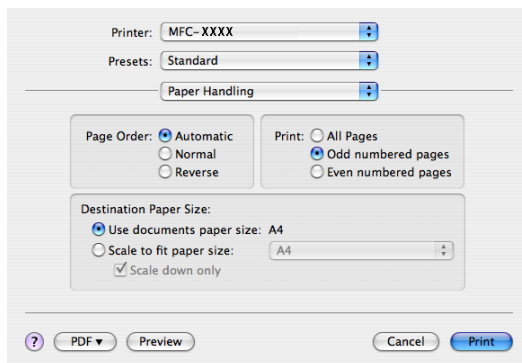 Printer: MFC-XXXX
Presets: Standard
Paper Handling
Page Order: Automatic Print: All Pages
Normal Odd numbered pages
Reverse Even numbered pages
Destination Paper Size:
Use documents paper size: A4
Scale to fit paper size: A4
Scale down only
? PDF ▼ Preview Cancel Print